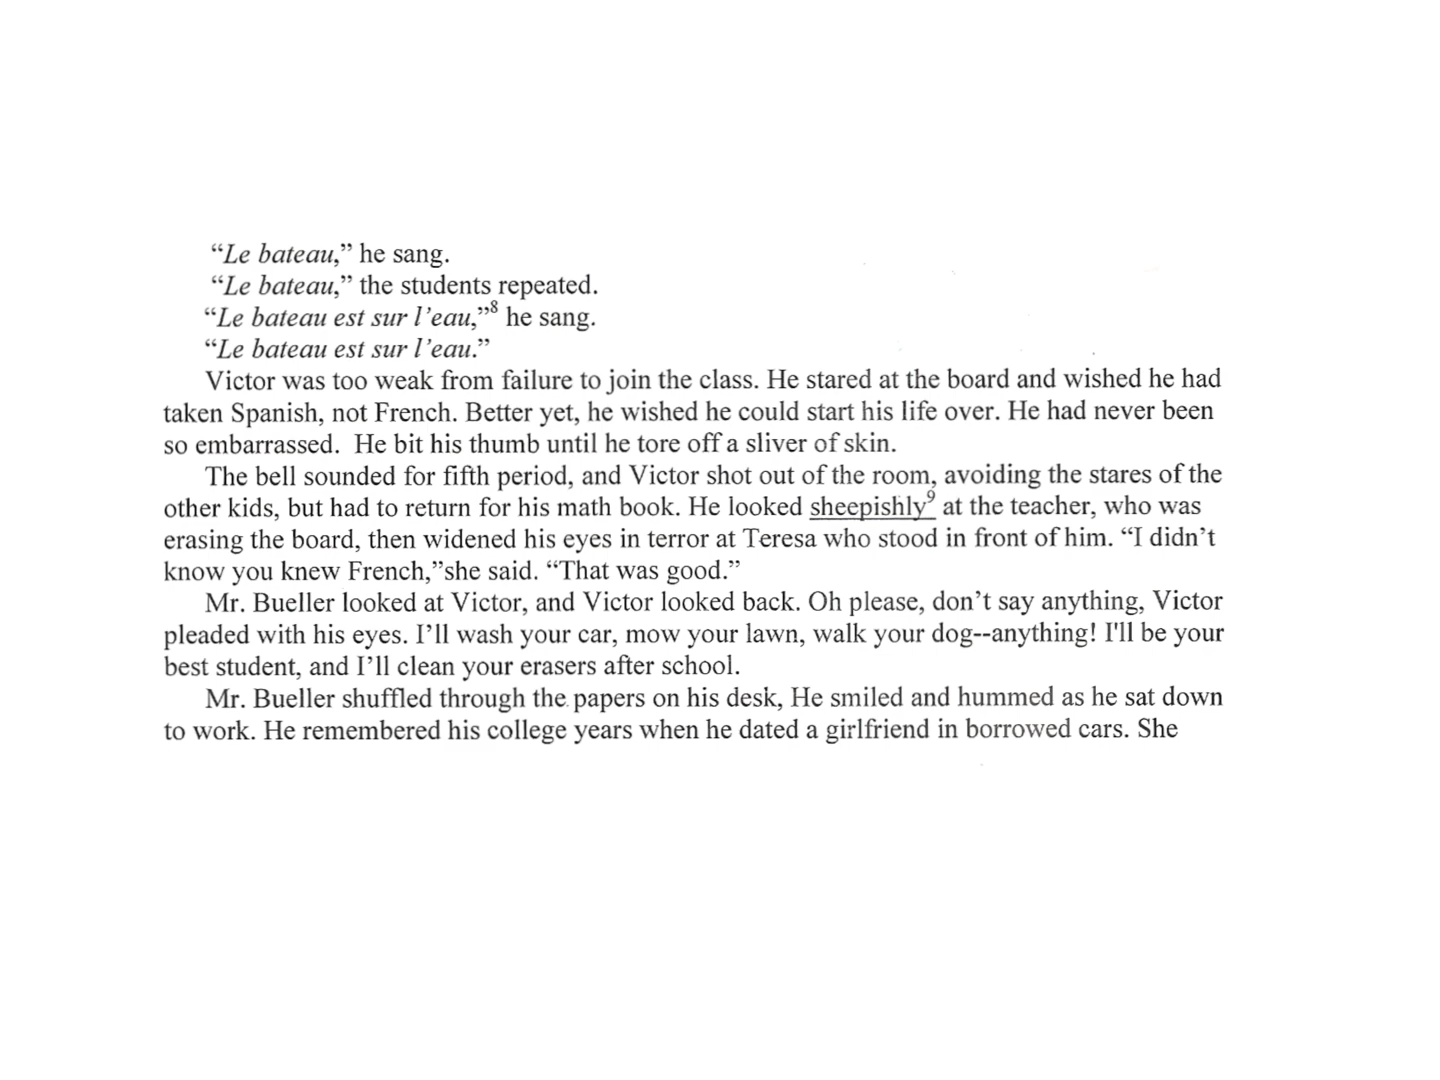 “Le bateau,” he sang.
“Le bateau,” the students repeated.
“Le bateau est sur l’eau,”8 he sang.
“Le bateau est sur l’eau.”
Victor was too weak from failure to join the class. He stared at the board and wished he had
taken Spanish, not French. Better yet, he wished he could start his life over. He had never been
so embarrassed.  He bit his thumb until he tore off a sliver of skin.
The bell sounded for fifth period, and Victor shot out of the room, avoiding the stares of the
other kids, but had to return for his math book. He looked sheepishly9 at the teacher, who was
erasing the board, then widened his eyes in terror at Teresa who stood in front of him. “I didn’t
know you knew French,”she said. “That was good.”
Mr. Bueller looked at Victor, and Victor looked back. Oh please, don’t say anything, Victor
pleaded with his eyes. I’ll wash your car, mow your lawn, walk your dog--anything! I'll be your
best student, and I’ll clean your erasers after school.
Mr. Bueller shuffled through the papers on his desk, He smiled and hummed as he sat down
to work. He remembered his college years when he dated a girlfriend in borrowed cars. She